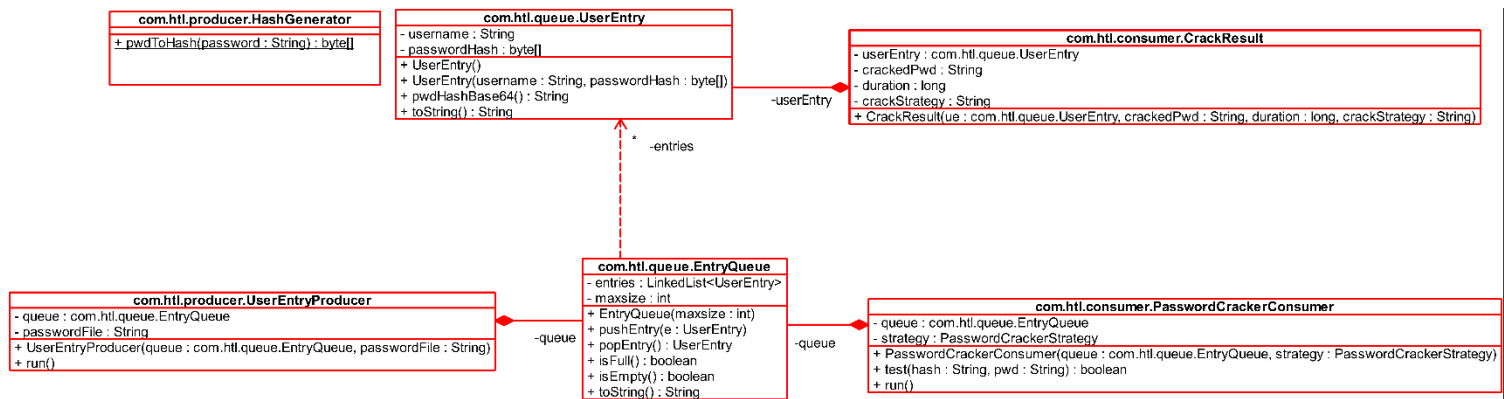 com.htl.producer.HashGenerator
+ pwdToHash(password : String) : byte[]
com.htl.queue.UserEntry
- username : String
- passwordHash : byte[]
+ UserEntry()
+ UserEntry(username : String, passwordHash : byte[])
+ pwdHashBase64() : String
+ toString() : String
-userEntry
com.htl.consumer.CrackResult
- userEntry : com.htl.queue.UserEntry
- crackedPwd : String
- duration : long
- crackStrategy : String
+ CrackResult(ue : com.htl.queue.UserEntry, crackedPwd : String, duration : long, crackStrategy : String)
*
-entries
com.htl.producer.UserEntryProducer
- queue : com.htl.queue.EntryQueue
- passwordFile : String
+ UserEntryProducer(queue : com.htl.queue.EntryQueue, passwordFile : String)
+ run()
-queue
com.htl.queue.EntryQueue
- entries : LinkedList<UserEntry>
- maxsize : int
+ EntryQueue(maxsize : int)
+ pushEntry(e : UserEntry)
+ popEntry() : UserEntry
+ isFull() : boolean
+ isEmpty() : boolean
+ toString() : String
-queue
com.htl.consumer.PasswordCrackerConsumer
- queue : com.htl.queue.EntryQueue
- strategy : PasswordCrackerStrategy
+ PasswordCrackerConsumer(queue : com.htl.queue.EntryQueue, strategy : PasswordCrackerStrategy)
+ test(hash : String, pwd : String) : boolean
+ run()